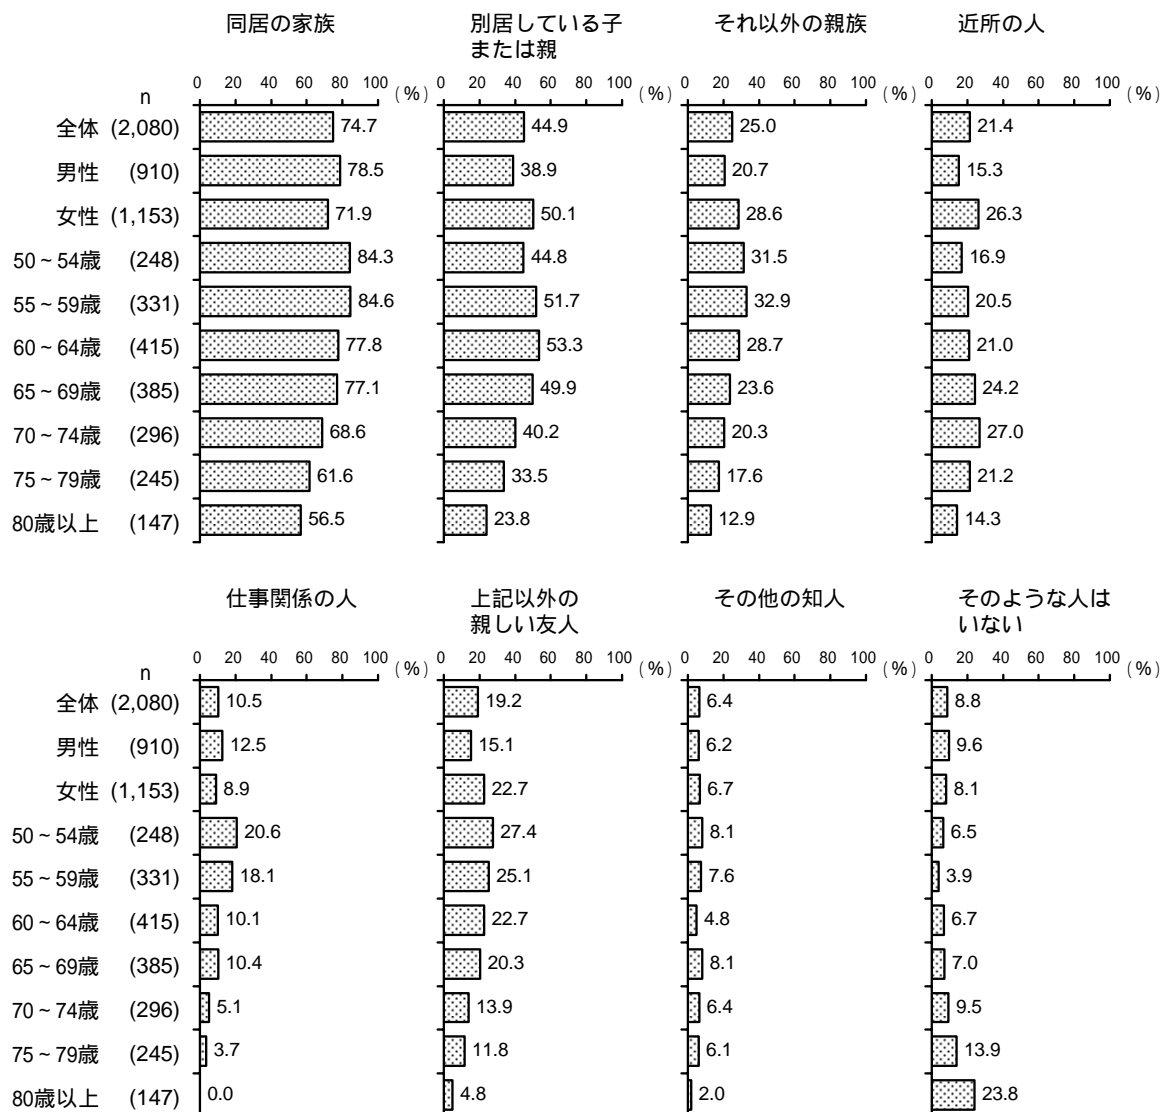 同居の家族 別居している子 それ以外の親族 近所の人
または親
0 20 40 60 80 100 (%) 0 20 40 60 80 100 (%) 0 20 40 60 80 100 (%) 0 20 40 60 80 100 (%)
n
全体 (2,080) 74.7 44.9 25.0 21.4
男性 (910) 78.5 38.9 20.7 15.3
女性 (1,153) 71.9 50.1 28.6 26.3
50~54歳 (248) 84.3 44.8 31.5 16.9
55~59歳 (331) 84.6 51.7 32.9 20.5
60~64歳 (415) 77.8 53.3 28.7 21.0
65~69歳 (385) 77.1 49.9 23.6 24.2
70~74歳 (296) 68.6 40.2 20.3 27.0
75~79歳 (245) 61.6 33.5 17.6 21.2
80歳以上 (147) 56.5 23.8 12.9 14.3
仕事関係の人 上記以外の その他の知人 そのような人は
親しい友人 いない
0 20 40 60 80 100 (%) 0 20 40 60 80 100 (%) 0 20 40 60 80 100 (%) 0 20 40 60 80 100 (%)
n
全体 (2,080) 10.5 19.2 6.4 8.8
男性 (910) 12.5 15.1 6.2 9.6
女性 (1,153) 8.9 22.7 6.7 8.1
50~54歳 (248) 20.6 27.4 8.1 6.5
55~59歳 (331) 18.1 25.1 7.6 3.9
60~64歳 (415) 10.1 22.7 4.8 6.7
65~69歳 (385) 10.4 20.3 8.1 7.0
70~74歳 (296) 5.1 13.9 6.4 9.5
75~79歳 (245) 3.7 11.8 6.1 13.9
80歳以上 (147) 0.0 4.8 2.0 23.8